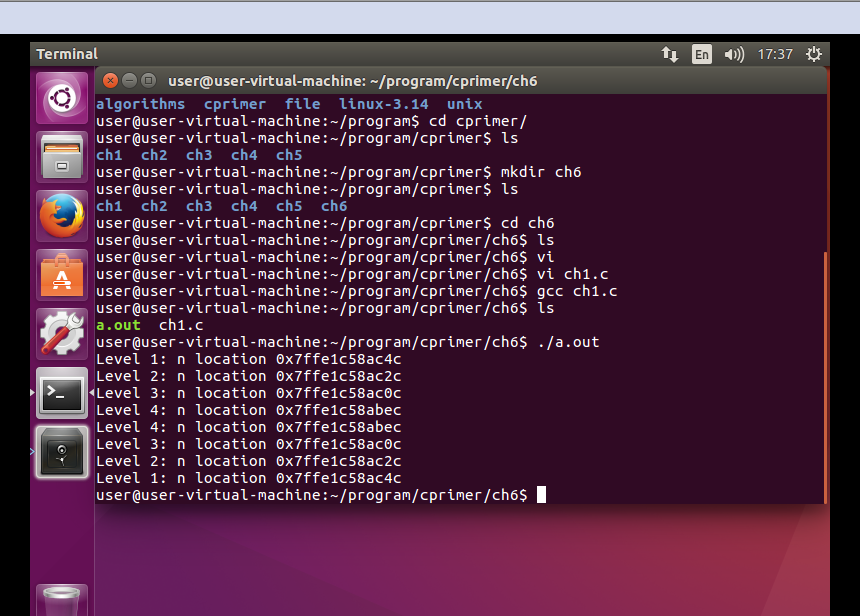 Terminal
En
17:37
user@user-virtual-machine: ~/program/cprimer/ch6
algorithms  cprimer  file  linux-3.14  unix
user@user-virtual-machine:~/program$ cd cprimer/
user@user-virtual-machine:~/program/cprimer$ ls
ch1  ch2  ch3  ch4  ch5
user@user-virtual-machine:~/program/cprimer$ mkdir ch6
user@user-virtual-machine:~/program/cprimer$ ls
ch1  ch2  ch3  ch4  ch5  ch6
user@user-virtual-machine:~/program/cprimer$ cd ch6
user@user-virtual-machine:~/program/cprimer/ch6$ ls
user@user-virtual-machine:~/program/cprimer/ch6$ vi
user@user-virtual-machine:~/program/cprimer/ch6$ vi ch1.c
user@user-virtual-machine:~/program/cprimer/ch6$ gcc ch1.c
user@user-virtual-machine:~/program/cprimer/ch6$ ls
a.out  ch1.c
user@user-virtual-machine:~/program/cprimer/ch6$ ./a.out
Level 1: n location 0x7ffe1c58ac4c
Level 2: n location 0x7ffe1c58ac2c
Level 3: n location 0x7ffe1c58ac0c
Level 4: n location 0x7ffe1c58abec
Level 4: n location 0x7ffe1c58abec
Level 3: n location 0x7ffe1c58ac0c
Level 2: n location 0x7ffe1c58ac2c
Level 1: n location 0x7ffe1c58ac4c
user@user-virtual-machine:~/program/cprimer/ch6$